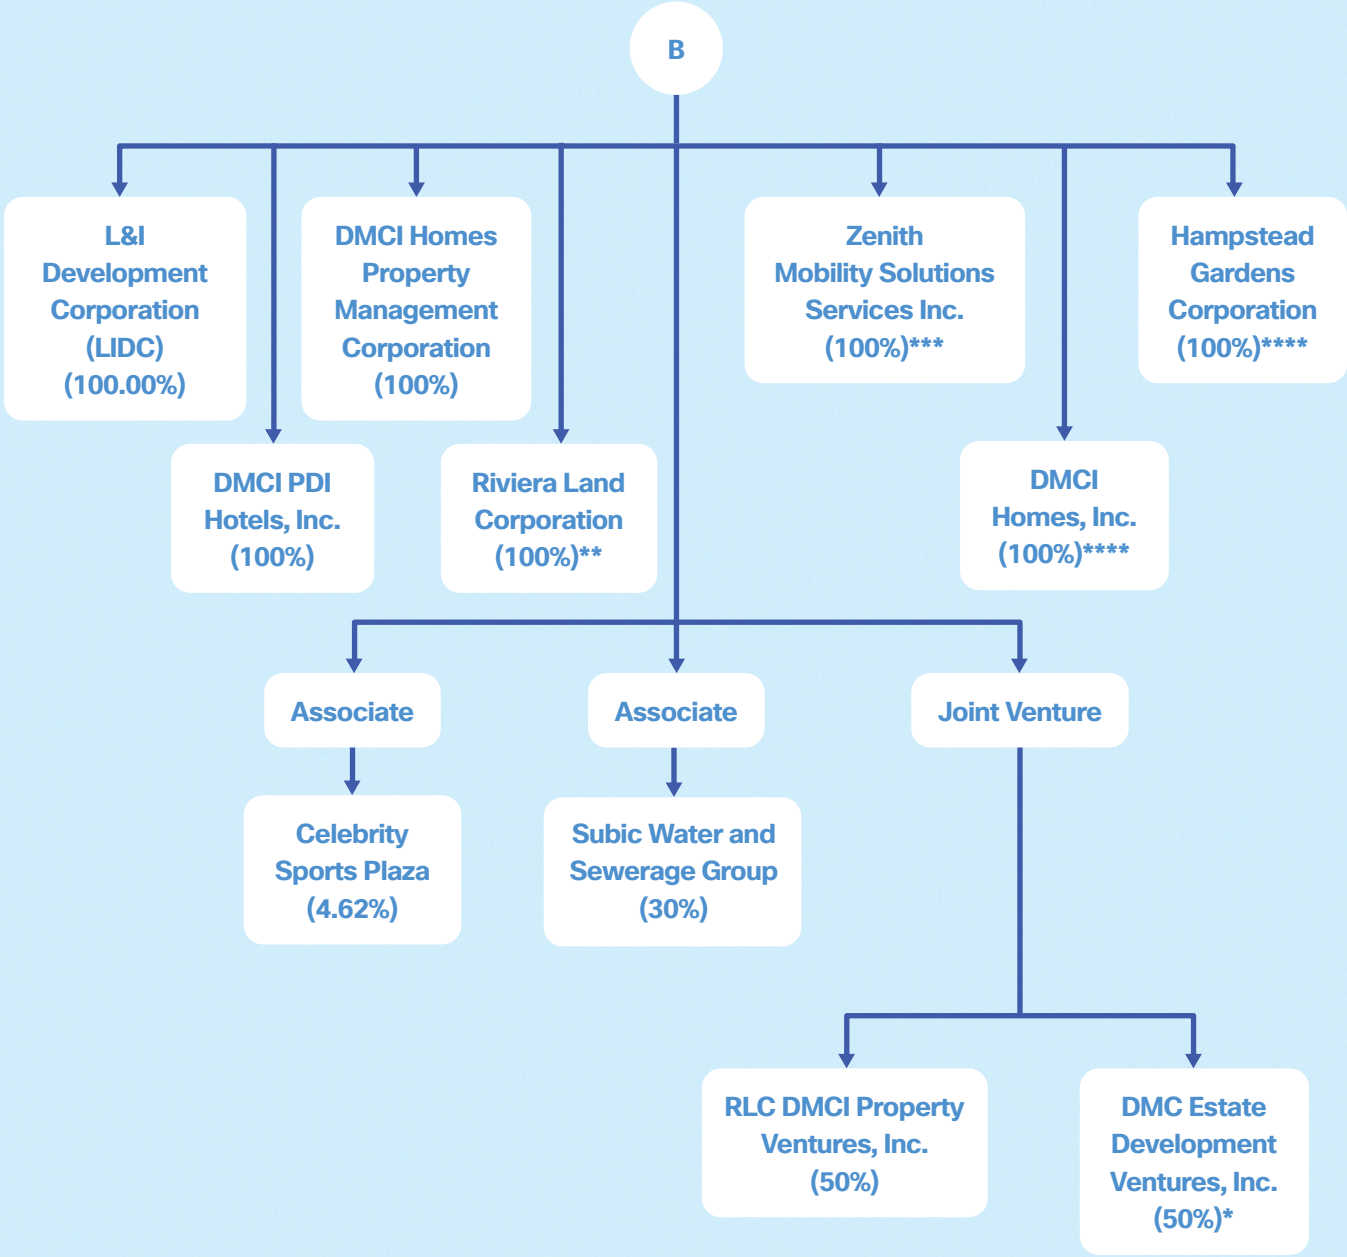 B
L&I
Development
Corporation
(LIDC)
(100.00%)
DMCI Homes
Property
Management
Corporation
(100%)
Zenith
Mobility Solutions
Services Inc.
(100%)***
Hampstead
Gardens
Corporation
(100%)****
DMCI PDI
Hotels, Inc.
(100%)
Riviera Land
Corporation
(100%)**
DMCI
Homes, Inc.
(100%)****
Associate
Associate
Joint Venture
Celebrity
Sports Plaza
(4.62%)
Subic Water and
Sewerage Group
(30%)
RLC DMCI Property
Ventures, Inc.
(50%)
DMC Estate
Development
Ventures, Inc.
(50%)*